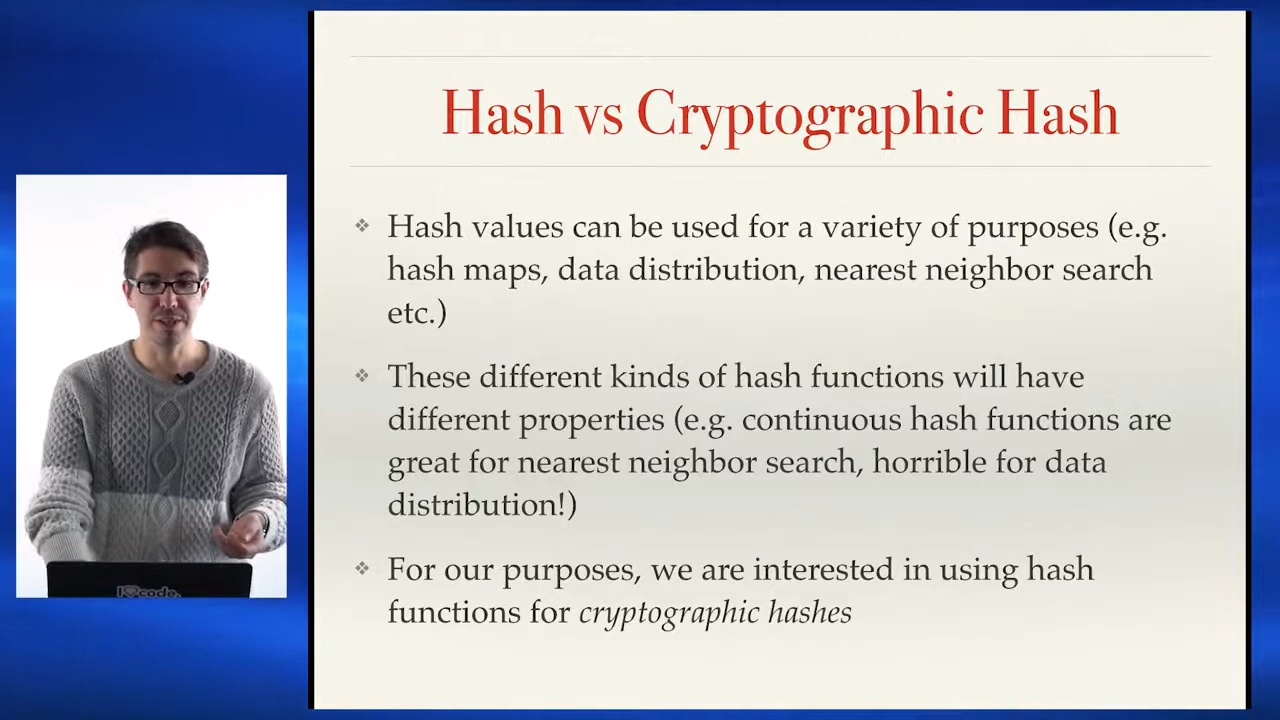 Hash vs Cryptographic Hash
Hash values can be used for a variety of purposes (e.g.
hash maps, data distribution, nearest neighbor search
etc.)
These different kinds of hash functions will have
different properties (e.g. continuous hash functions are
great for nearest neighbor search, horrible for data
distribution!)
For our purposes, we are interested in using hash
functions for cryptographic hashes
I ❤ code.